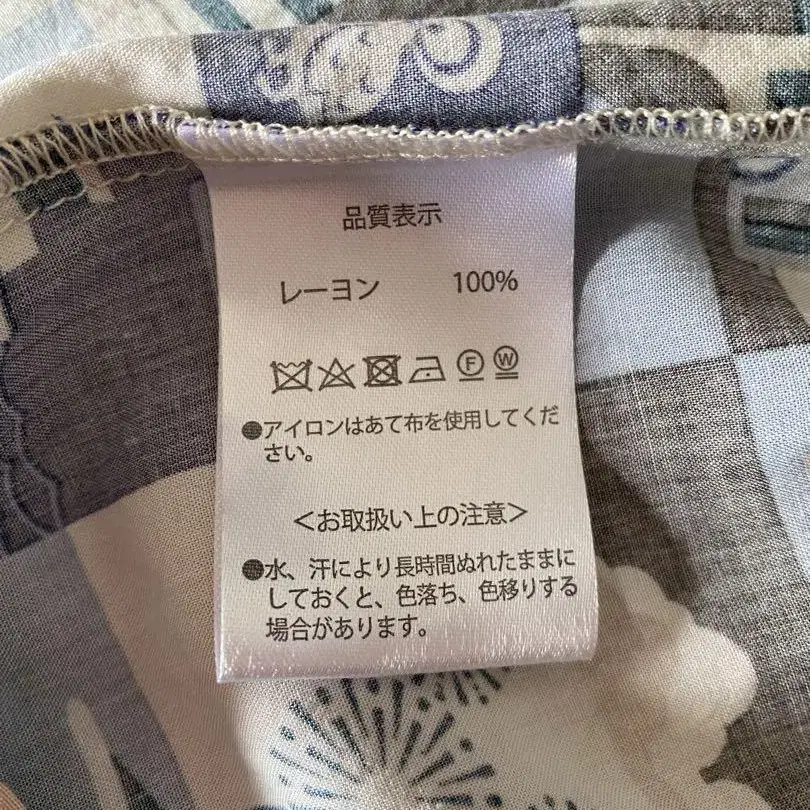 品質表示
レーヨン 100%
F W
●アイロンはあて布を使用してくだ
さい。
＜お取扱い上の注意＞
●水、汗により長時間ぬれたままに
しておくと、色落ち、色移りする
場合があります。